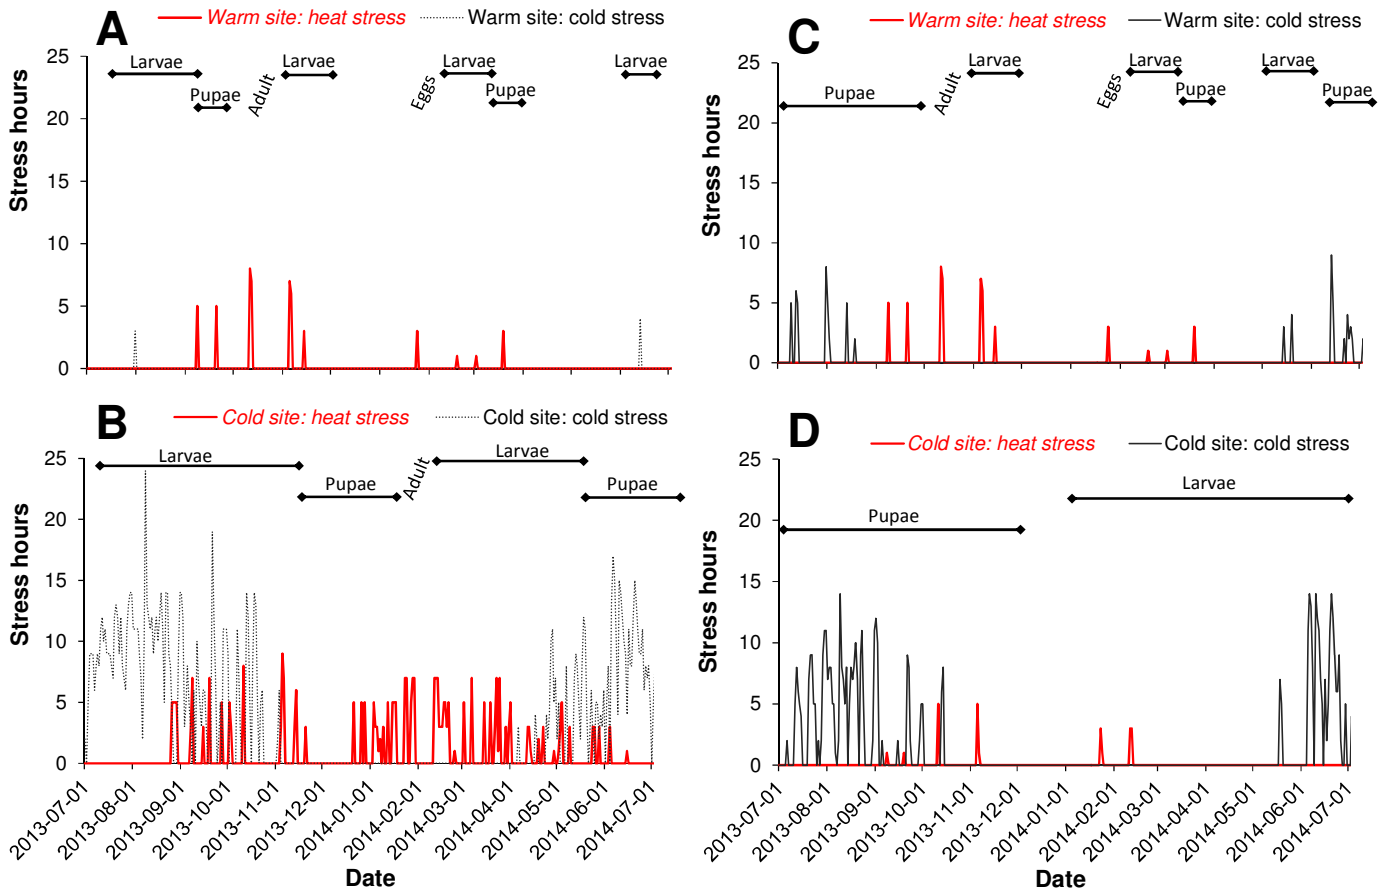 A
Warm site: heat stress
Warm site: cold stress
Stress hours
25
20
15
10
5
0
Larvae
Pupae
Adult
Larvae
Eggs
Larvae
Pupae
Larvae
C
Warm site: heat stress
Warm site: cold stress
Stress hours
25
20
15
10
5
0
Pupae
Adult
Larvae
Eggs
Larvae
Pupae
Larvae
Pupae
B
Cold site: heat stress
Cold site: cold stress
Stress hours
25
20
15
10
5
0
Larvae
Pupae
Adult
Larvae
Pupae
2013-07-01
2013-08-01
2013-09-01
2013-10-01
2013-11-01
2013-12-01
2014-01-01
2014-02-01
2014-03-01
2014-04-01
2014-05-01
2014-06-01
2014-07-01
Date
D
Cold site: heat stress
Cold site: cold stress
Stress hours
25
20
15
10
5
0
Pupae
Larvae
2013-07-01
2013-08-01
2013-09-01
2013-10-01
2013-11-01
2013-12-01
2014-01-01
2014-02-01
2014-03-01
2014-04-01
2014-05-01
2014-06-01
2014-07-01
Date